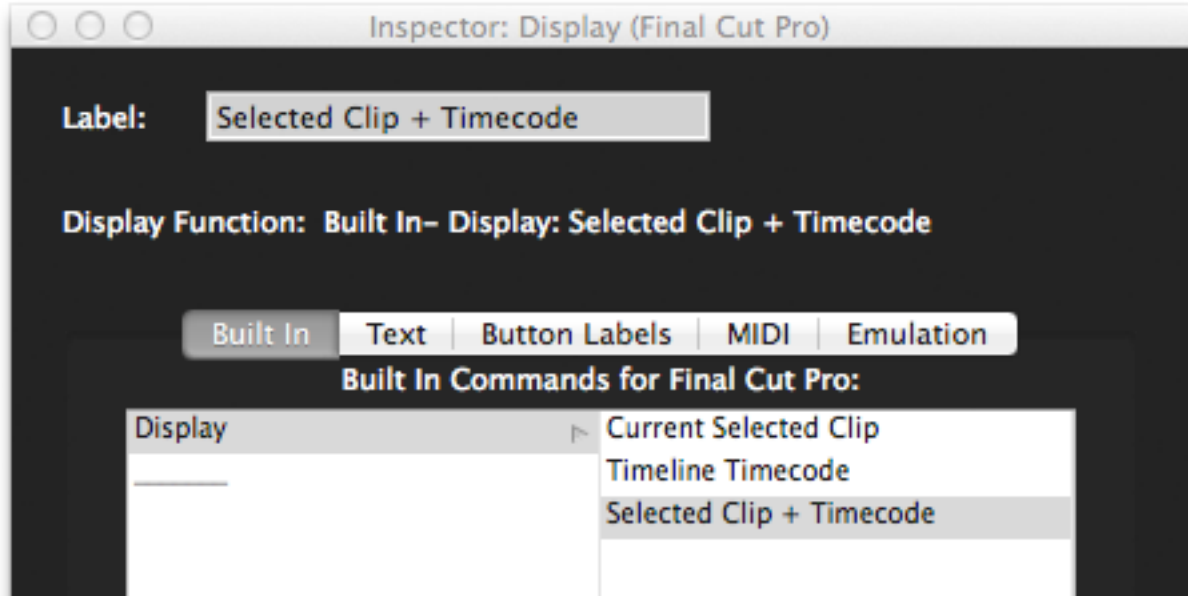 Inspector: Display (Final Cut Pro)
Label: Selected Clip + Timecode
Display Function: Built In– Display: Selected Clip + Timecode
Built In Text Button Labels MIDI Emulation
Built In Commands for Final Cut Pro:
Display Current Selected Clip
______ Timeline Timecode
Selected Clip + Timecode